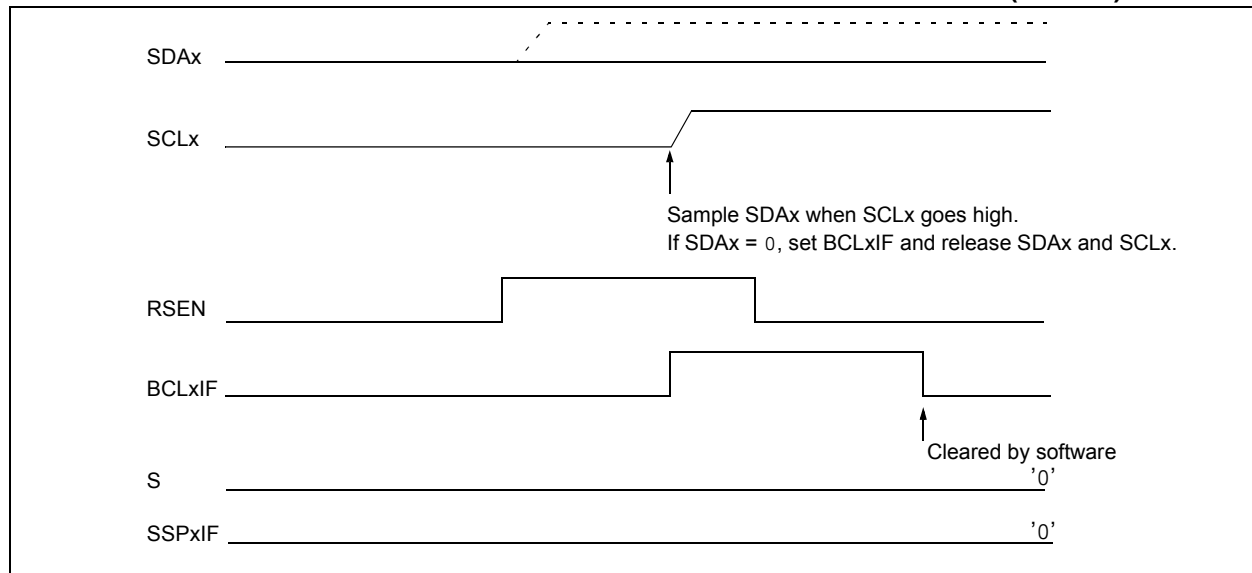 SDAx
SCLx
Sample SDAx when SCLx goes high.
If SDAx = 0, set BCLxIF and release SDAx and SCLx.
RSEN
BCLxIF
Cleared by software
S
'0'
SSPxIF
'0'